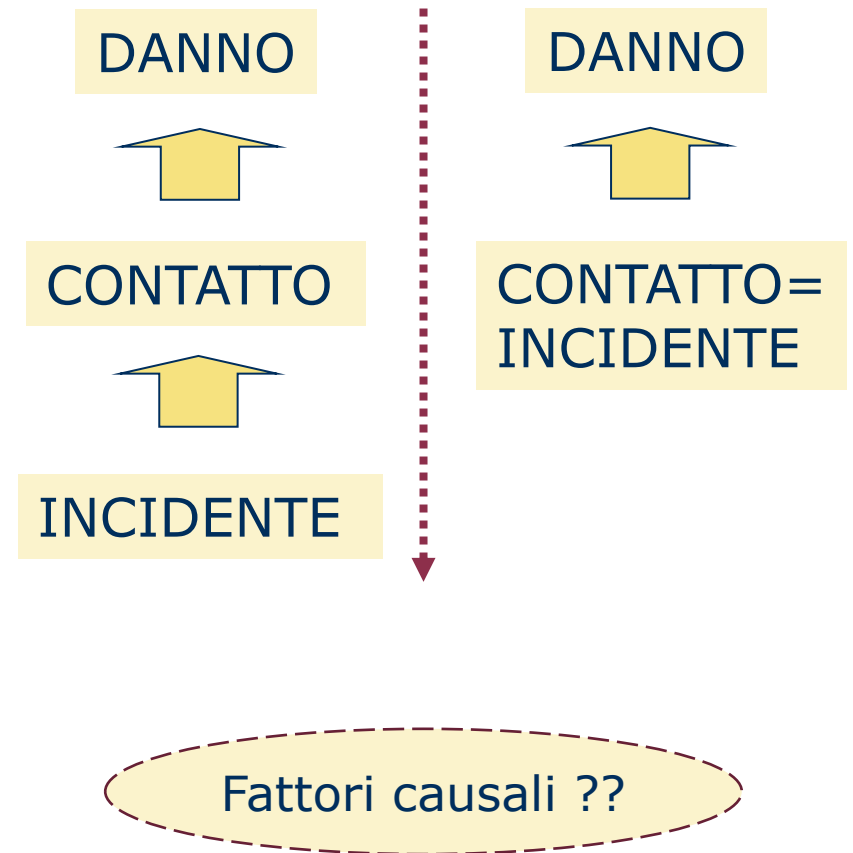 DANNO
CONTATTO
INCIDENTE
DANNO
CONTATTO=
INCIDENTE
Fattori causali ??